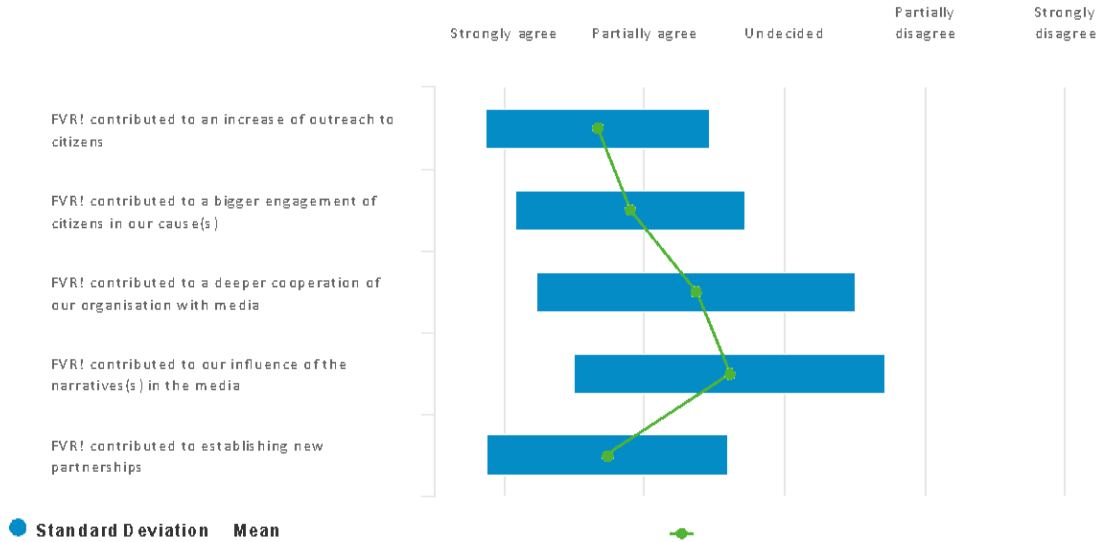 Strongly agree
Partially agree
Undecided
Partially
disagree
Strongly
disagree
FVR! contributed to an increase of outreach to
citizens
FVR! contributed to a bigger engagement of
citizens in our cause(s)
FVR! contributed to a deeper cooperation of
our organisation with media
FVR! contributed to our influence of the
narratives(s) in the media
FVR! contributed to establishing new
partnerships
Standard Deviation Mean